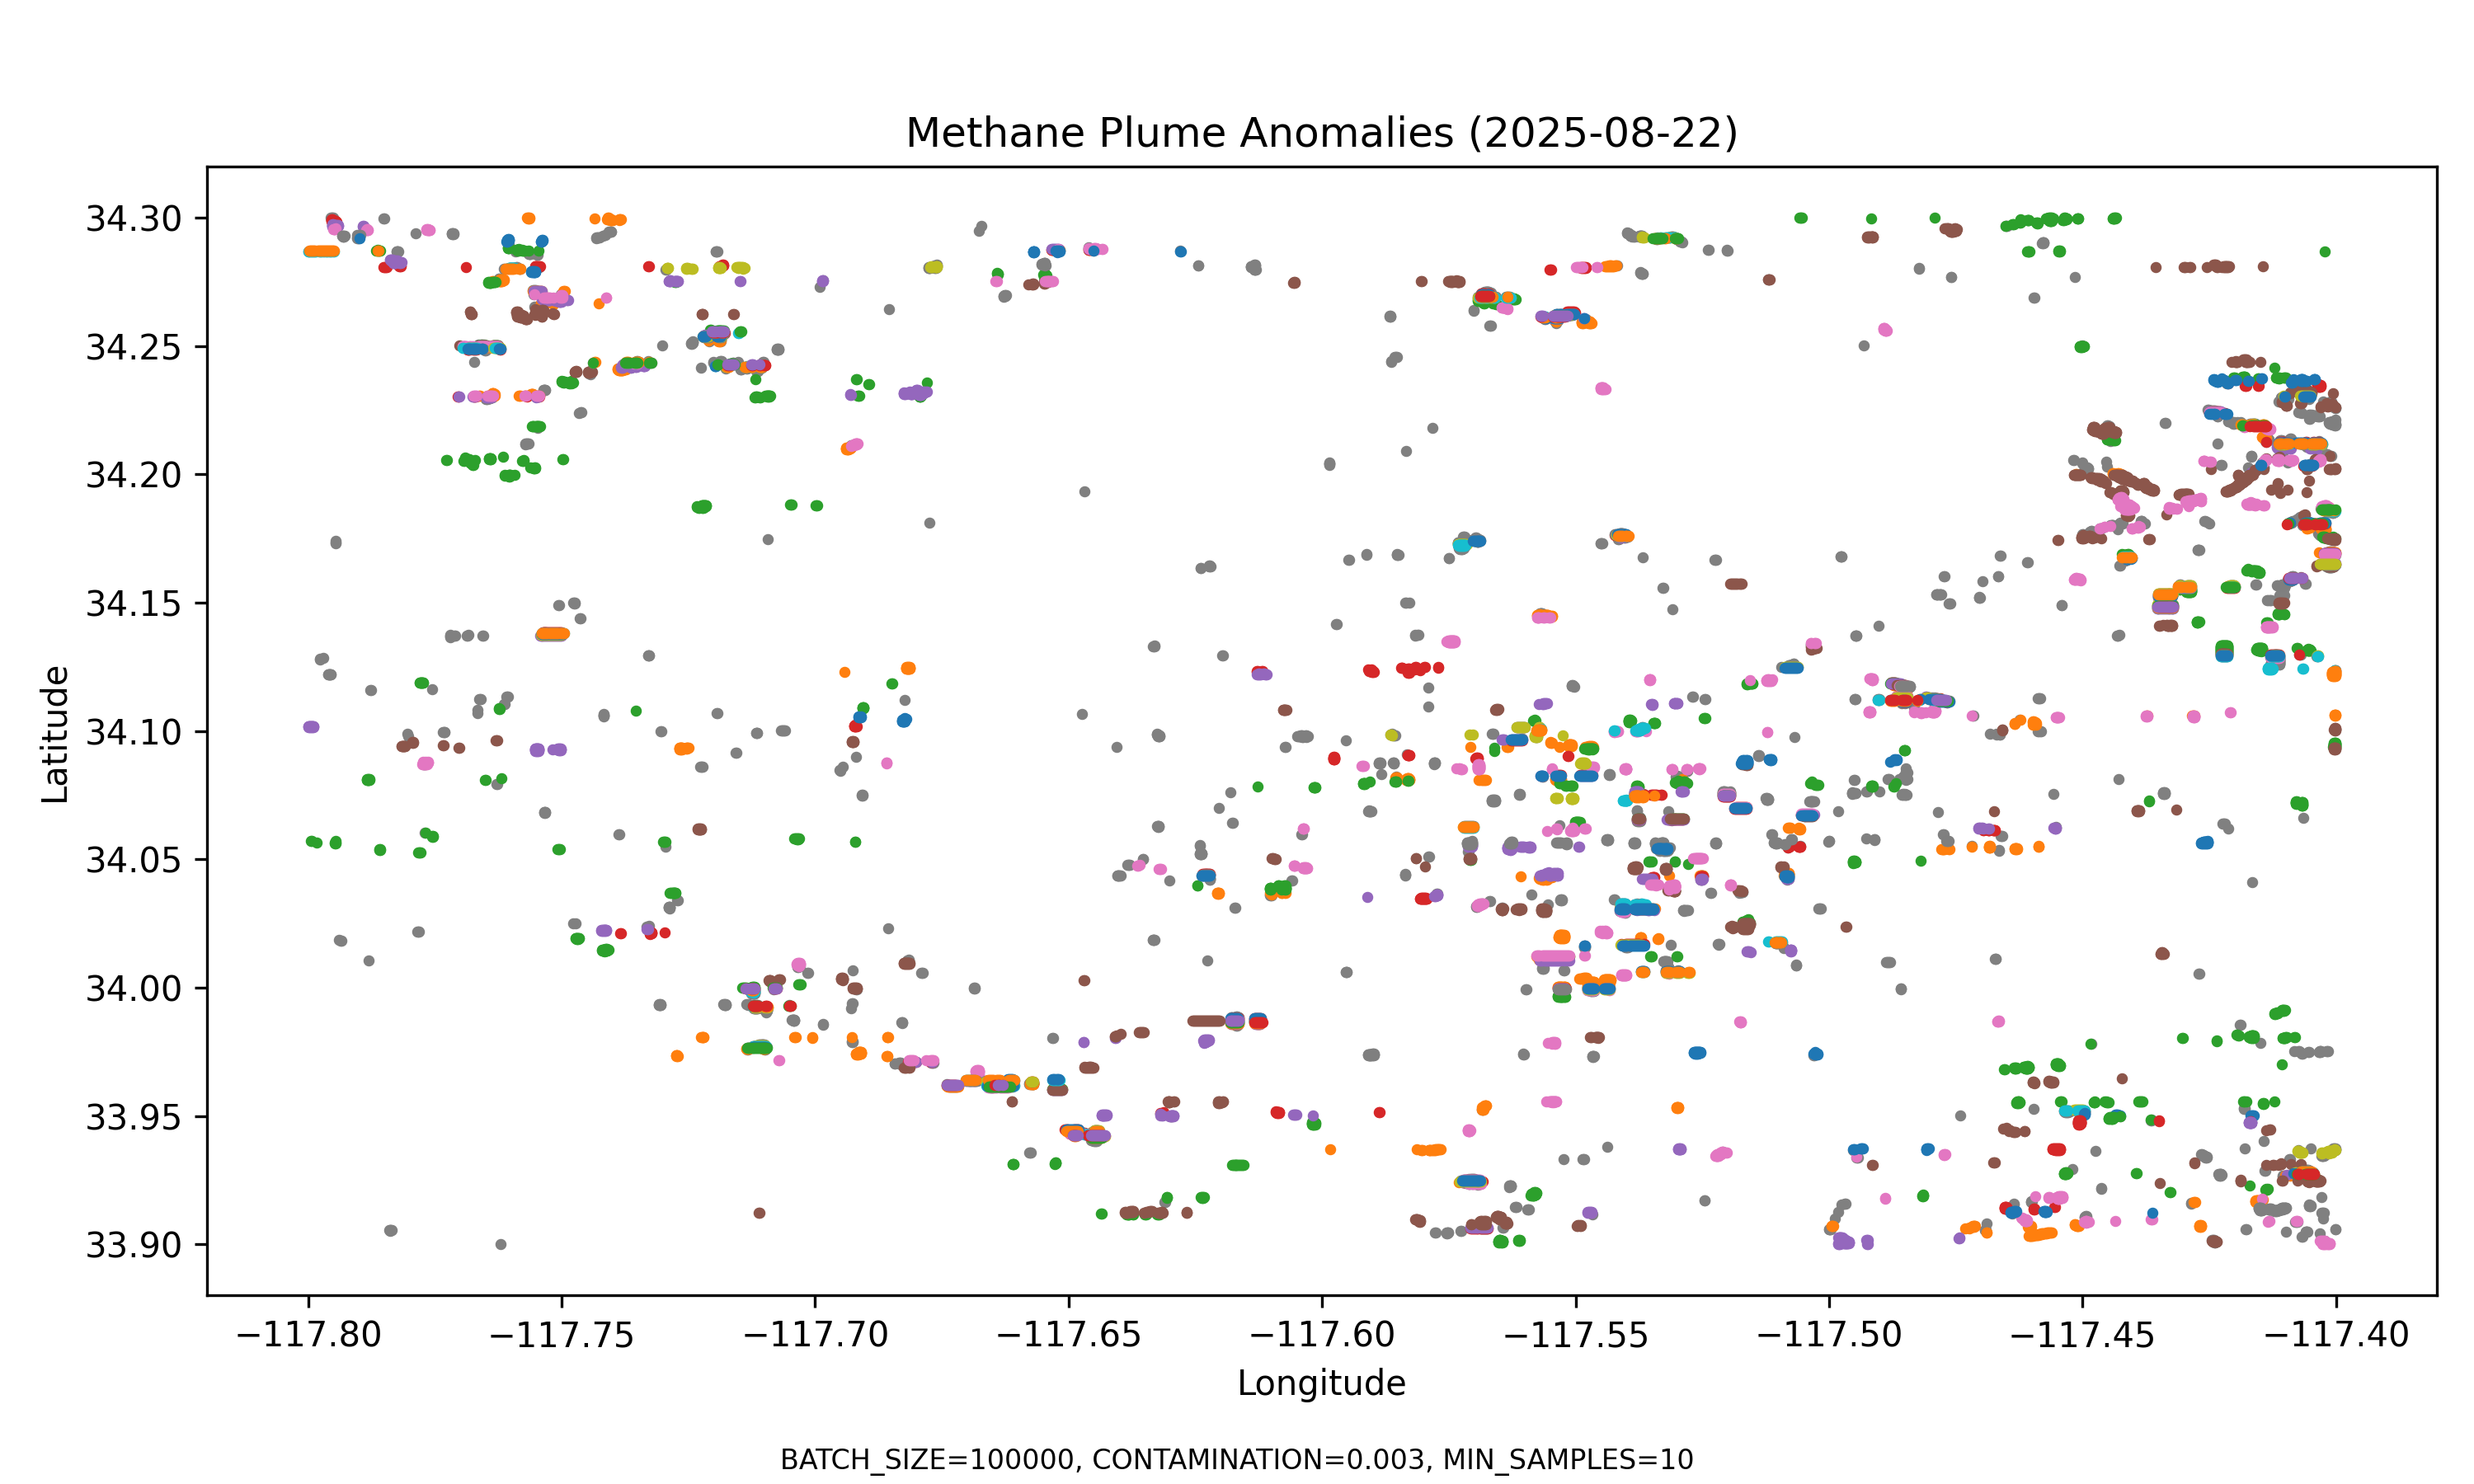 Methane Plume Anomalies (2025-08-22)
34.30
34.25
34.20
34.15
34.10
34.05
34.00
33.95
33.90
Latitude
−117.80 −117.75 −117.70 −117.65 −117.60 −117.55 −117.50 −117.45 −117.40
Longitude
BATCH_SIZE=100000, CONTAMINATION=0.003, MIN_SAMPLES=10